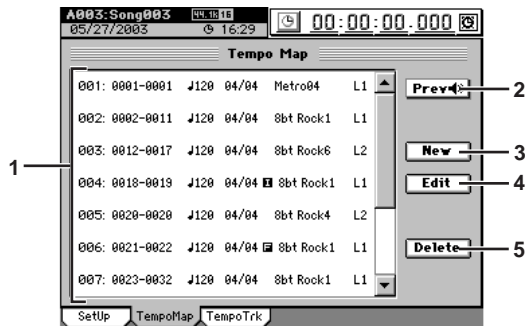 A003:Song003 44.1k 16 00:00:00.000
05/27/2003 16:29
Tempo Map
001: 0001-0001 ♩120 04/04 Metro04 L1
002: 0002-0011 ♩120 04/04 8bt Rock1 L1
003: 0012-0017 ♩120 04/04 8bt Rock6 L2
004: 0018-0019 ♩120 04/04 I 8bt Rock1 L1
005: 0020-0020 ♩120 04/04 8bt Rock4 L2
006: 0021-0022 ♩120 04/04 F 8bt Rock1 L1
007: 0023-0032 ♩120 04/04 8bt Rock1 L1
Prev
New
Edit
Delete
SetUp TempoMap TempoTrk
1
2
3
4
5